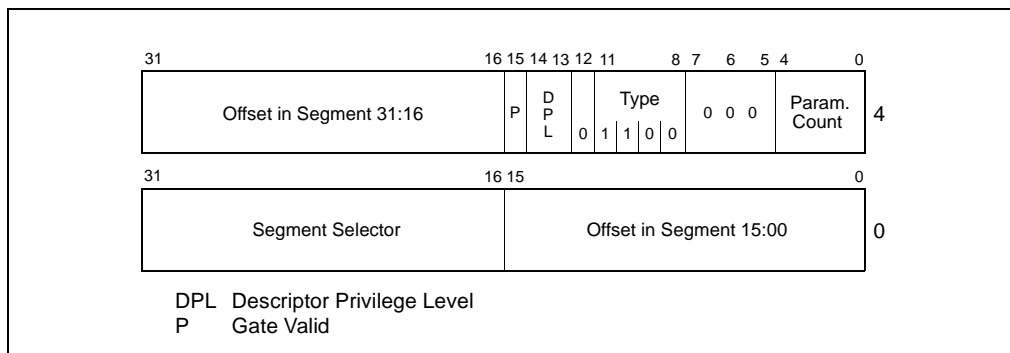 31 16 15 14 13 12 11 8 7 6 5 4 0
Offset in Segment 31:16 P DPL 0 Type 1 1 0 0 0 0 0 Param. Count 4
31 16 15 0
Segment Selector Offset in Segment 15:00 0
DPL Descriptor Privilege Level
P Gate Valid